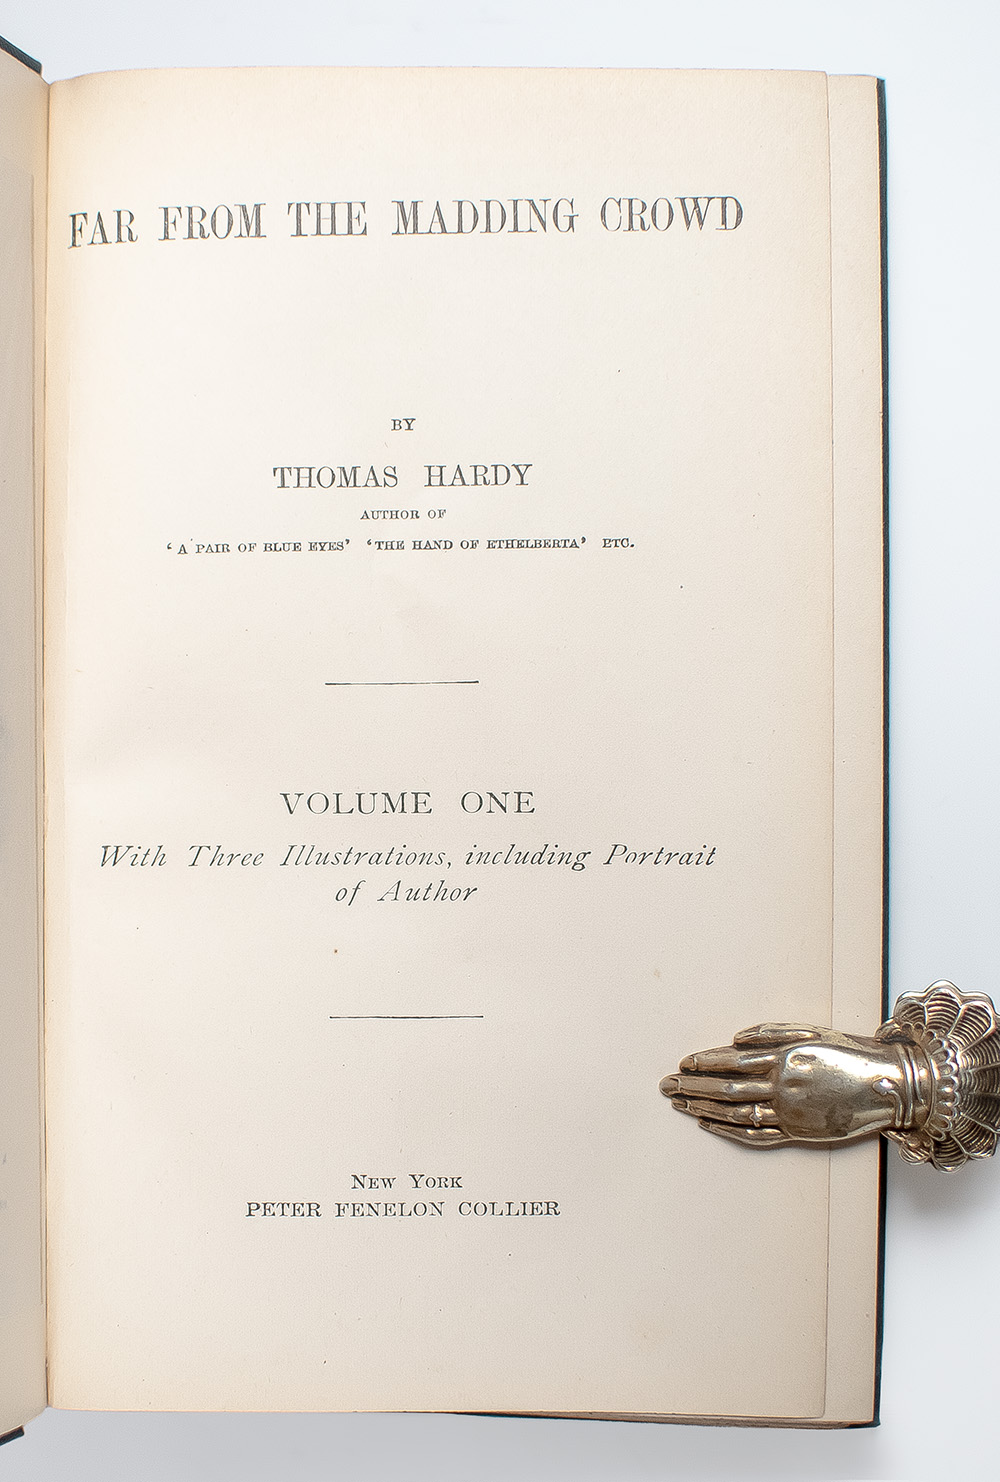 FAR FROM THE MADDING CROWD
BY
THOMAS HARDY
AUTHOR OF
‘A PAIR OF BLUE EYES’ ‘THE HAND OF ETHELBERTA’ ETC.
VOLUME ONE
With Three Illustrations, including Portrait
of Author
NEW YORK
PETER FENELON COLLIER